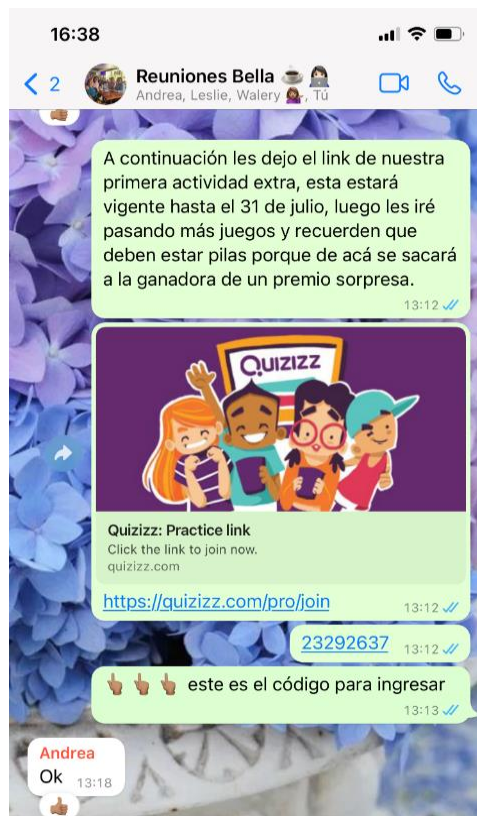 16:38
2
Reuniones Bella ☕👩🏻‍💻
Andrea, Leslie, Walery 💁🏽‍♀️, Tú
A continuación les dejo el link de nuestra
primera actividad extra, esta estará
vigente hasta el 31 de julio, luego les iré
pasando más juegos y recuerden que
deben estar pilas porque de acá se sacará
a la ganadora de un premio sorpresa.
13:12
QUIZIZZ
Quizizz: Practice link
Click the link to join now.
quizizz.com
https://quizizz.com/pro/join
13:12
23292637 13:12
👆🏽 👆🏽 👆🏽 este es el código para ingresar
13:13
Andrea
Ok 13:18